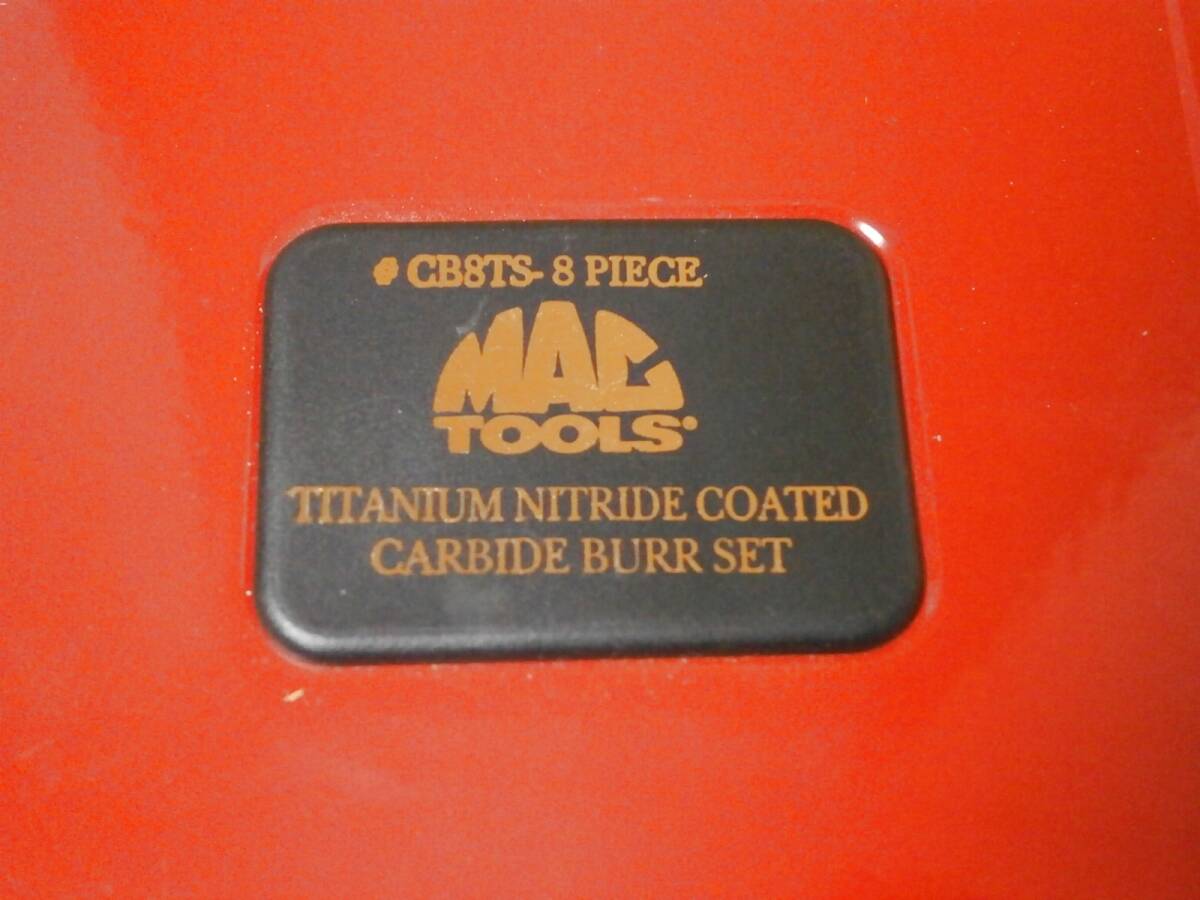 # CB8TS- 8 PIECE
MAC
TOOLS
TITANIUM NITRIDE COATED
CARBIDE BURR SET